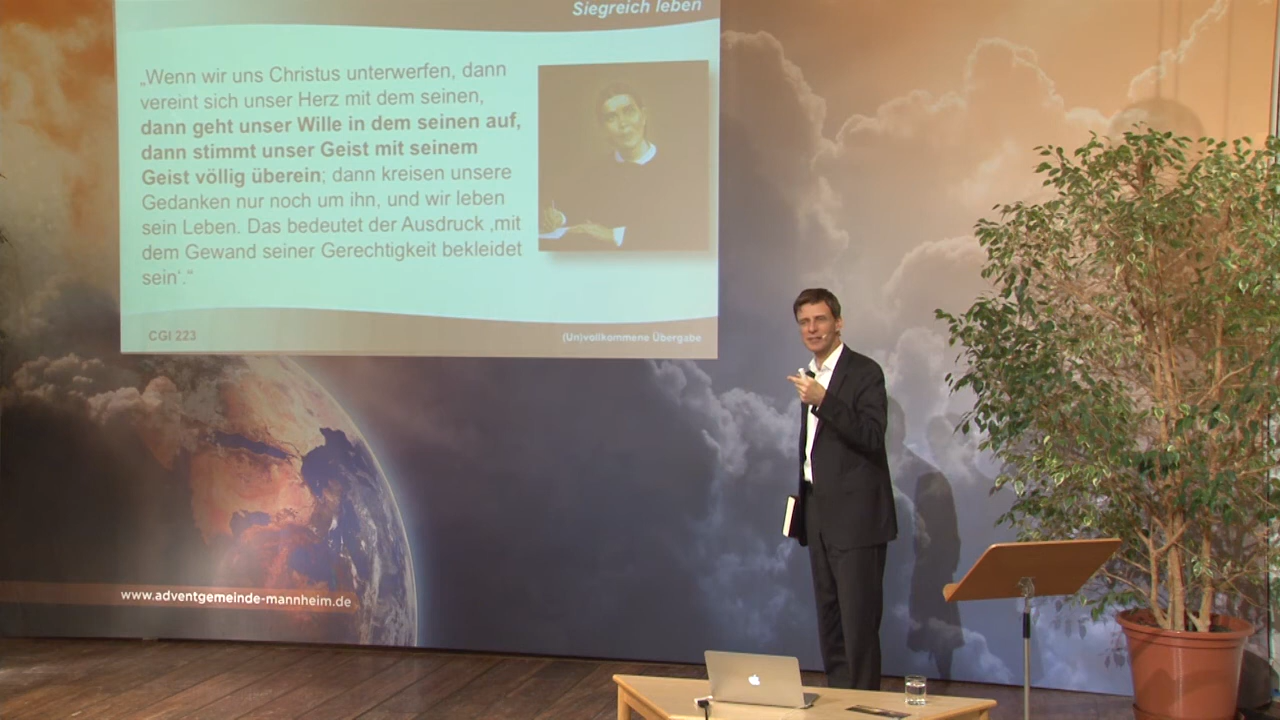 Siegreich leben
„Wenn wir uns Christus unterwerfen, dann
vereint sich unser Herz mit dem seinen,
dann geht unser Wille in dem seinen auf,
dann stimmt unser Geist mit seinem
Geist völlig überein; dann kreisen unsere
Gedanken nur noch um ihn, und wir leben
sein Leben. Das bedeutet der Ausdruck ‚mit
dem Gewand seiner Gerechtigkeit bekleidet
sein‘.“
CGl 223
(Un)vollkommene Übergabe
www.adventgemeinde-mannheim.de